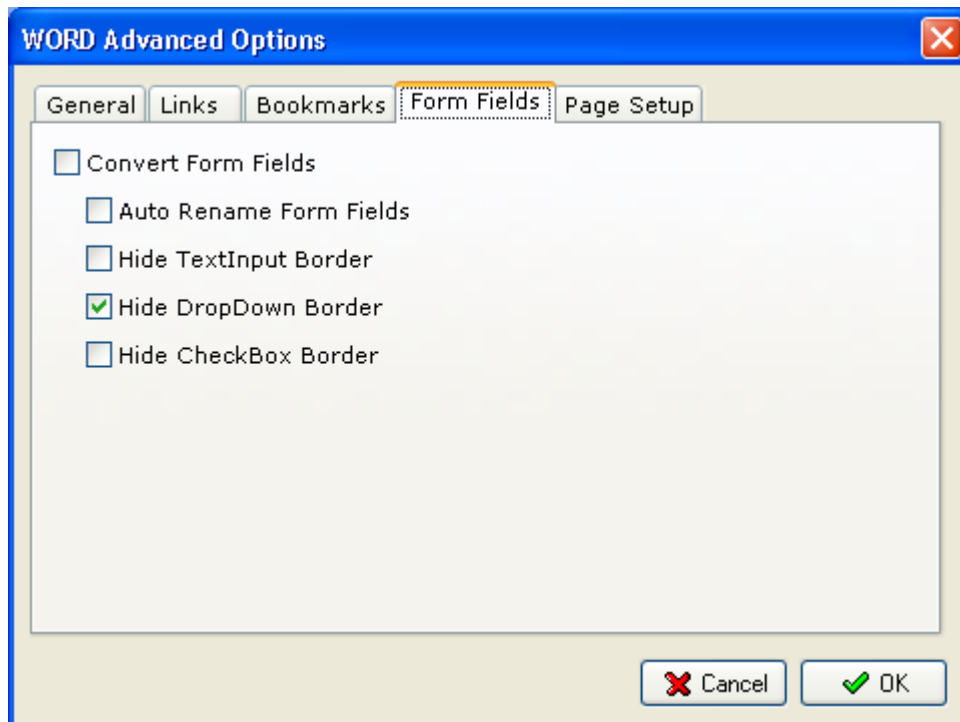 WORD Advanced Options
General Links Bookmarks Form Fields Page Setup
Convert Form Fields
Auto Rename Form Fields
Hide TextInput Border
Hide DropDown Border
Hide CheckBox Border
Cancel OK